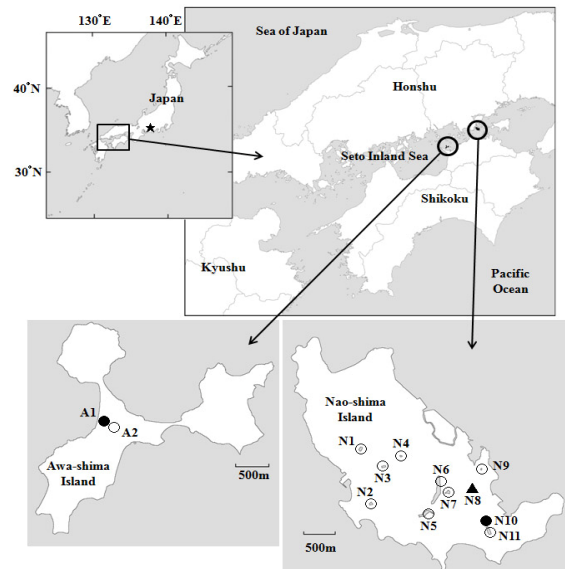 130°E
140°E
40°N
30°N
Japan
Sea of Japan
Honshu
Seto Inland Sea
Shikoku
Kyushu
Pacific
Ocean
A1
A2
Awa-shima
Island
500m
Nao-shima
Island
N1
N4
N3
N2
N6
N9
N7
N8
N5
N10
N11
500m